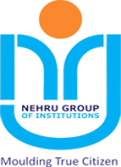 NEHRU GROUP
OF INSTITUTIONS
Moulding True Citizen